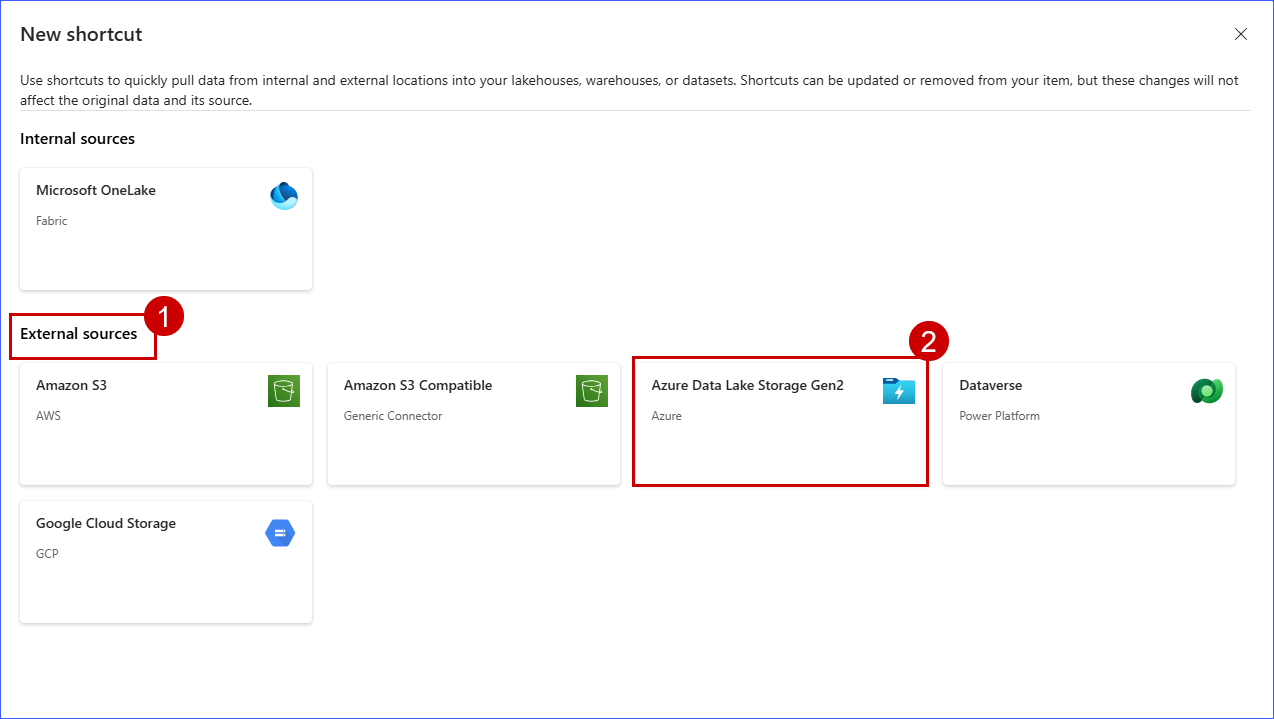 New shortcut
Use shortcuts to quickly pull data from internal and external locations into your lakehouses, warehouses, or datasets. Shortcuts can be updated or removed from your item, but these changes will not
affect the original data and its source.
Internal sources
Microsoft OneLake
Fabric
1
External sources
2
Amazon S3
AWS
Amazon S3 Compatible
Generic Connector
Azure Data Lake Storage Gen2
Azure
Dataverse
Power Platform
Google Cloud Storage
GCP